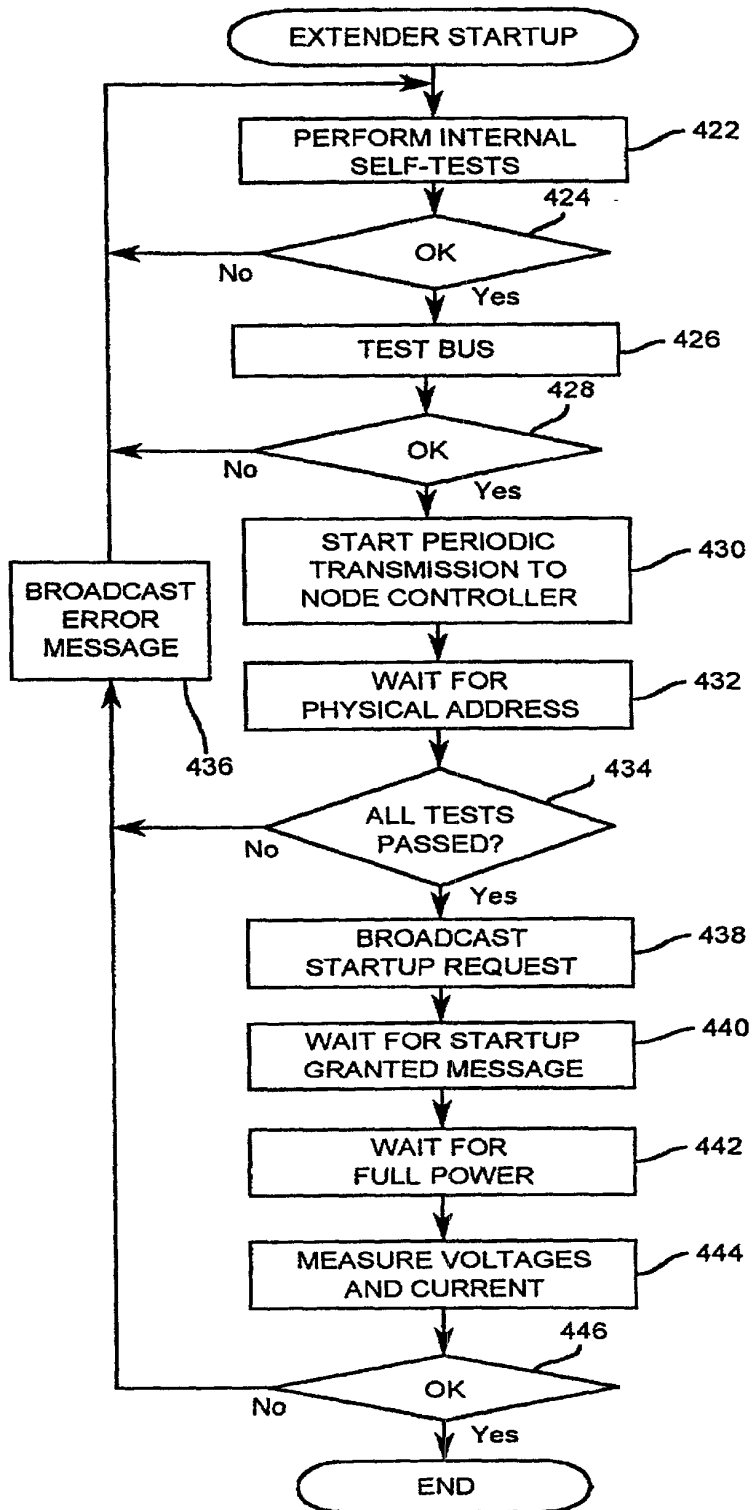 EXTENDER STARTUP
PERFORM INTERNAL
SELF-TESTS
422
424
OK
No
Yes
TEST BUS
426
428
OK
No
Yes
START PERIODIC
TRANSMISSION TO
NODE CONTROLLER
430
BROADCAST
ERROR
MESSAGE
436
WAIT FOR
PHYSICAL ADDRESS
432
434
ALL TESTS
PASSED?
No
Yes
BROADCAST
STARTUP REQUEST
438
WAIT FOR STARTUP
GRANTED MESSAGE
440
WAIT FOR
FULL POWER
442
MEASURE VOLTAGES
AND CURRENT
444
446
OK
No
Yes
END